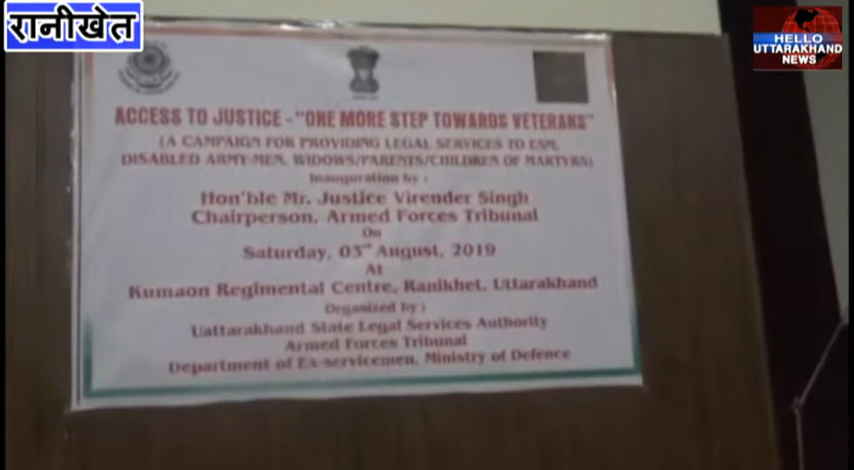 रानीखेत
HELLO
UTTARAKHAND
NEWS
ACCESS TO JUSTICE - "ONE MORE STEP TOWARDS VETERANS"
(A CAMPAIGN FOR PROVIDING LEGAL SERVICES TO ESM,
DISABLED ARMY-MEN, WIDOWS/PARENTS/CHILDREN OF MARTYRS)
Inauguration by :
Hon'ble Mr. Justice Virender Singh
Chairperson, Armed Forces Tribunal
On
Saturday, 03rd August, 2019
At
Kumaon Regimental Centre, Ranikhet, Uttarakhand
Organized by :
Uattarakhand State Legal Services Authority
Armed Forces Tribunal
Department of Ex-servicemen, Ministry of Defence